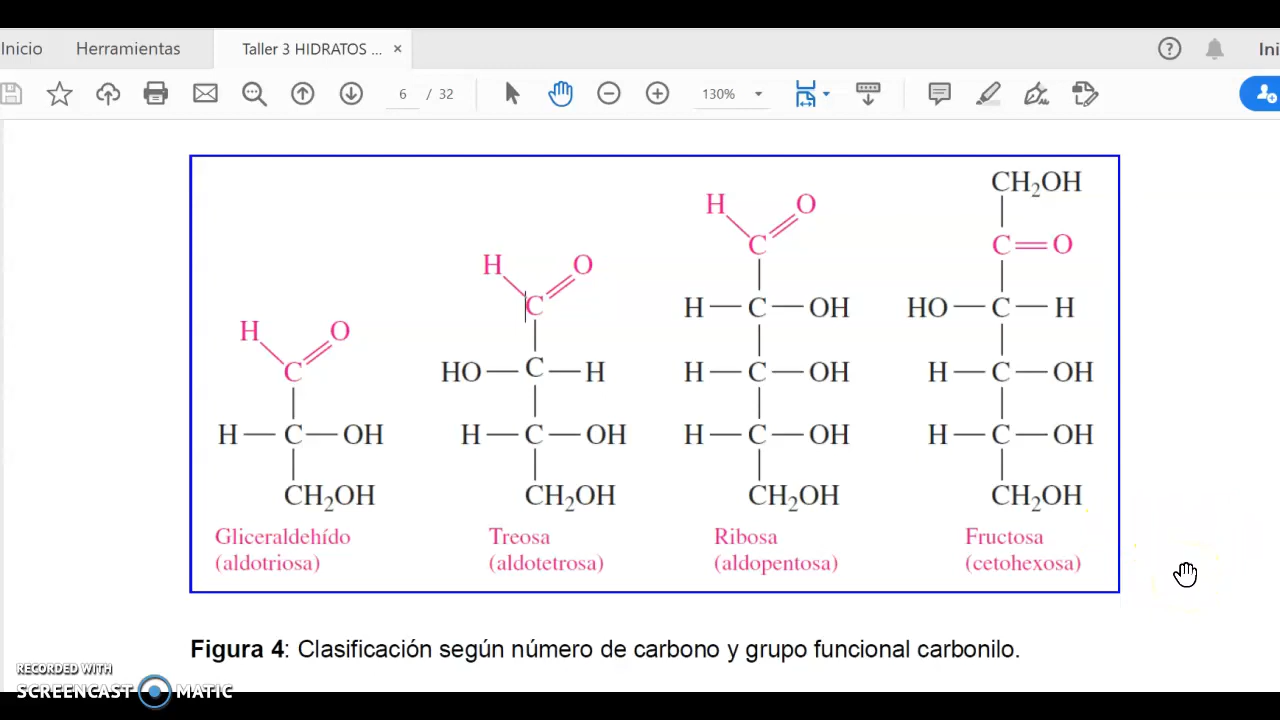 Inicio
Herramientas
Taller 3 HIDRATOS ... ×
Ini
6 / 32
130%
H O
C
H — C — OH
CH₂OH
Gliceraldehído
(aldotriosa)
H O
C
HO — C — H
H — C — OH
CH₂OH
Treosa
(aldotetrosa)
H O
C
H — C — OH
H — C — OH
H — C — OH
CH₂OH
Ribosa
(aldopentosa)
CH₂OH
C = O
HO — C — H
H — C — OH
H — C — OH
CH₂OH
Fructosa
(cetohexosa)
Figura 4: Clasificación según número de carbono y grupo funcional carbonilo.
RECORDED WITH
SCREENCAST MATIC